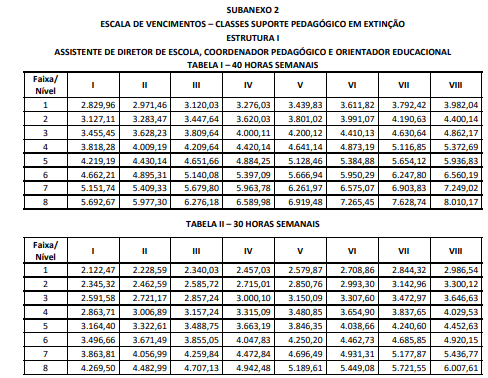 SUBANEXO 2
ESCALA DE VENCIMENTOS – CLASSES SUPORTE PEDAGÓGICO EM EXTINÇÃO
ESTRUTURA I
ASSISTENTE DE DIRETOR DE ESCOLA, COORDENADOR PEDAGÓGICO E ORIENTADOR EDUCACIONAL
TABELA I – 40 HORAS SEMANAIS
Faixa/ Nível I II III IV V VI VII VIII
1 2.829,96 2.971,46 3.120,03 3.276,03 3.439,83 3.611,82 3.792,42 3.982,04
2 3.127,11 3.283,47 3.447,64 3.620,03 3.801,02 3.991,07 4.190,63 4.400,14
3 3.455,45 3.628,23 3.809,64 4.000,11 4.200,12 4.410,13 4.630,64 4.862,17
4 3.818,28 4.009,19 4.209,64 4.420,14 4.641,14 4.873,19 5.116,85 5.372,69
5 4.219,19 4.430,14 4.651,66 4.884,25 5.128,46 5.384,88 5.654,12 5.936,83
6 4.662,21 4.895,31 5.140,08 5.397,09 5.666,94 5.950,29 6.247,80 6.560,19
7 5.151,74 5.409,33 5.679,80 5.963,78 6.261,97 6.575,07 6.903,83 7.249,02
8 5.692,67 5.977,30 6.276,18 6.589,98 6.919,48 7.265,45 7.628,74 8.010,17
TABELA II – 30 HORAS SEMANAIS
Faixa/ Nível I II III IV V VI VII VIII
1 2.122,47 2.228,59 2.340,03 2.457,03 2.579,87 2.708,86 2.844,32 2.986,54
2 2.345,32 2.462,59 2.585,72 2.715,01 2.850,76 2.993,30 3.142,96 3.300,12
3 2.591,58 2.721,17 2.857,24 3.000,10 3.150,09 3.307,60 3.472,97 3.646,63
4 2.863,71 3.006,89 3.157,24 3.315,09 3.480,85 3.654,90 3.837,65 4.029,53
5 3.164,40 3.322,61 3.488,75 3.663,19 3.846,35 4.038,66 4.240,60 4.452,63
6 3.496,66 3.671,49 3.855,05 4.047,83 4.250,20 4.462,73 4.685,85 4.920,15
7 3.863,81 4.056,99 4.259,84 4.472,84 4.696,49 4.931,31 5.177,87 5.436,77
8 4.269,50 4.482,99 4.707,13 4.942,48 5.189,61 5.449,08 5.721,55 6.007,61